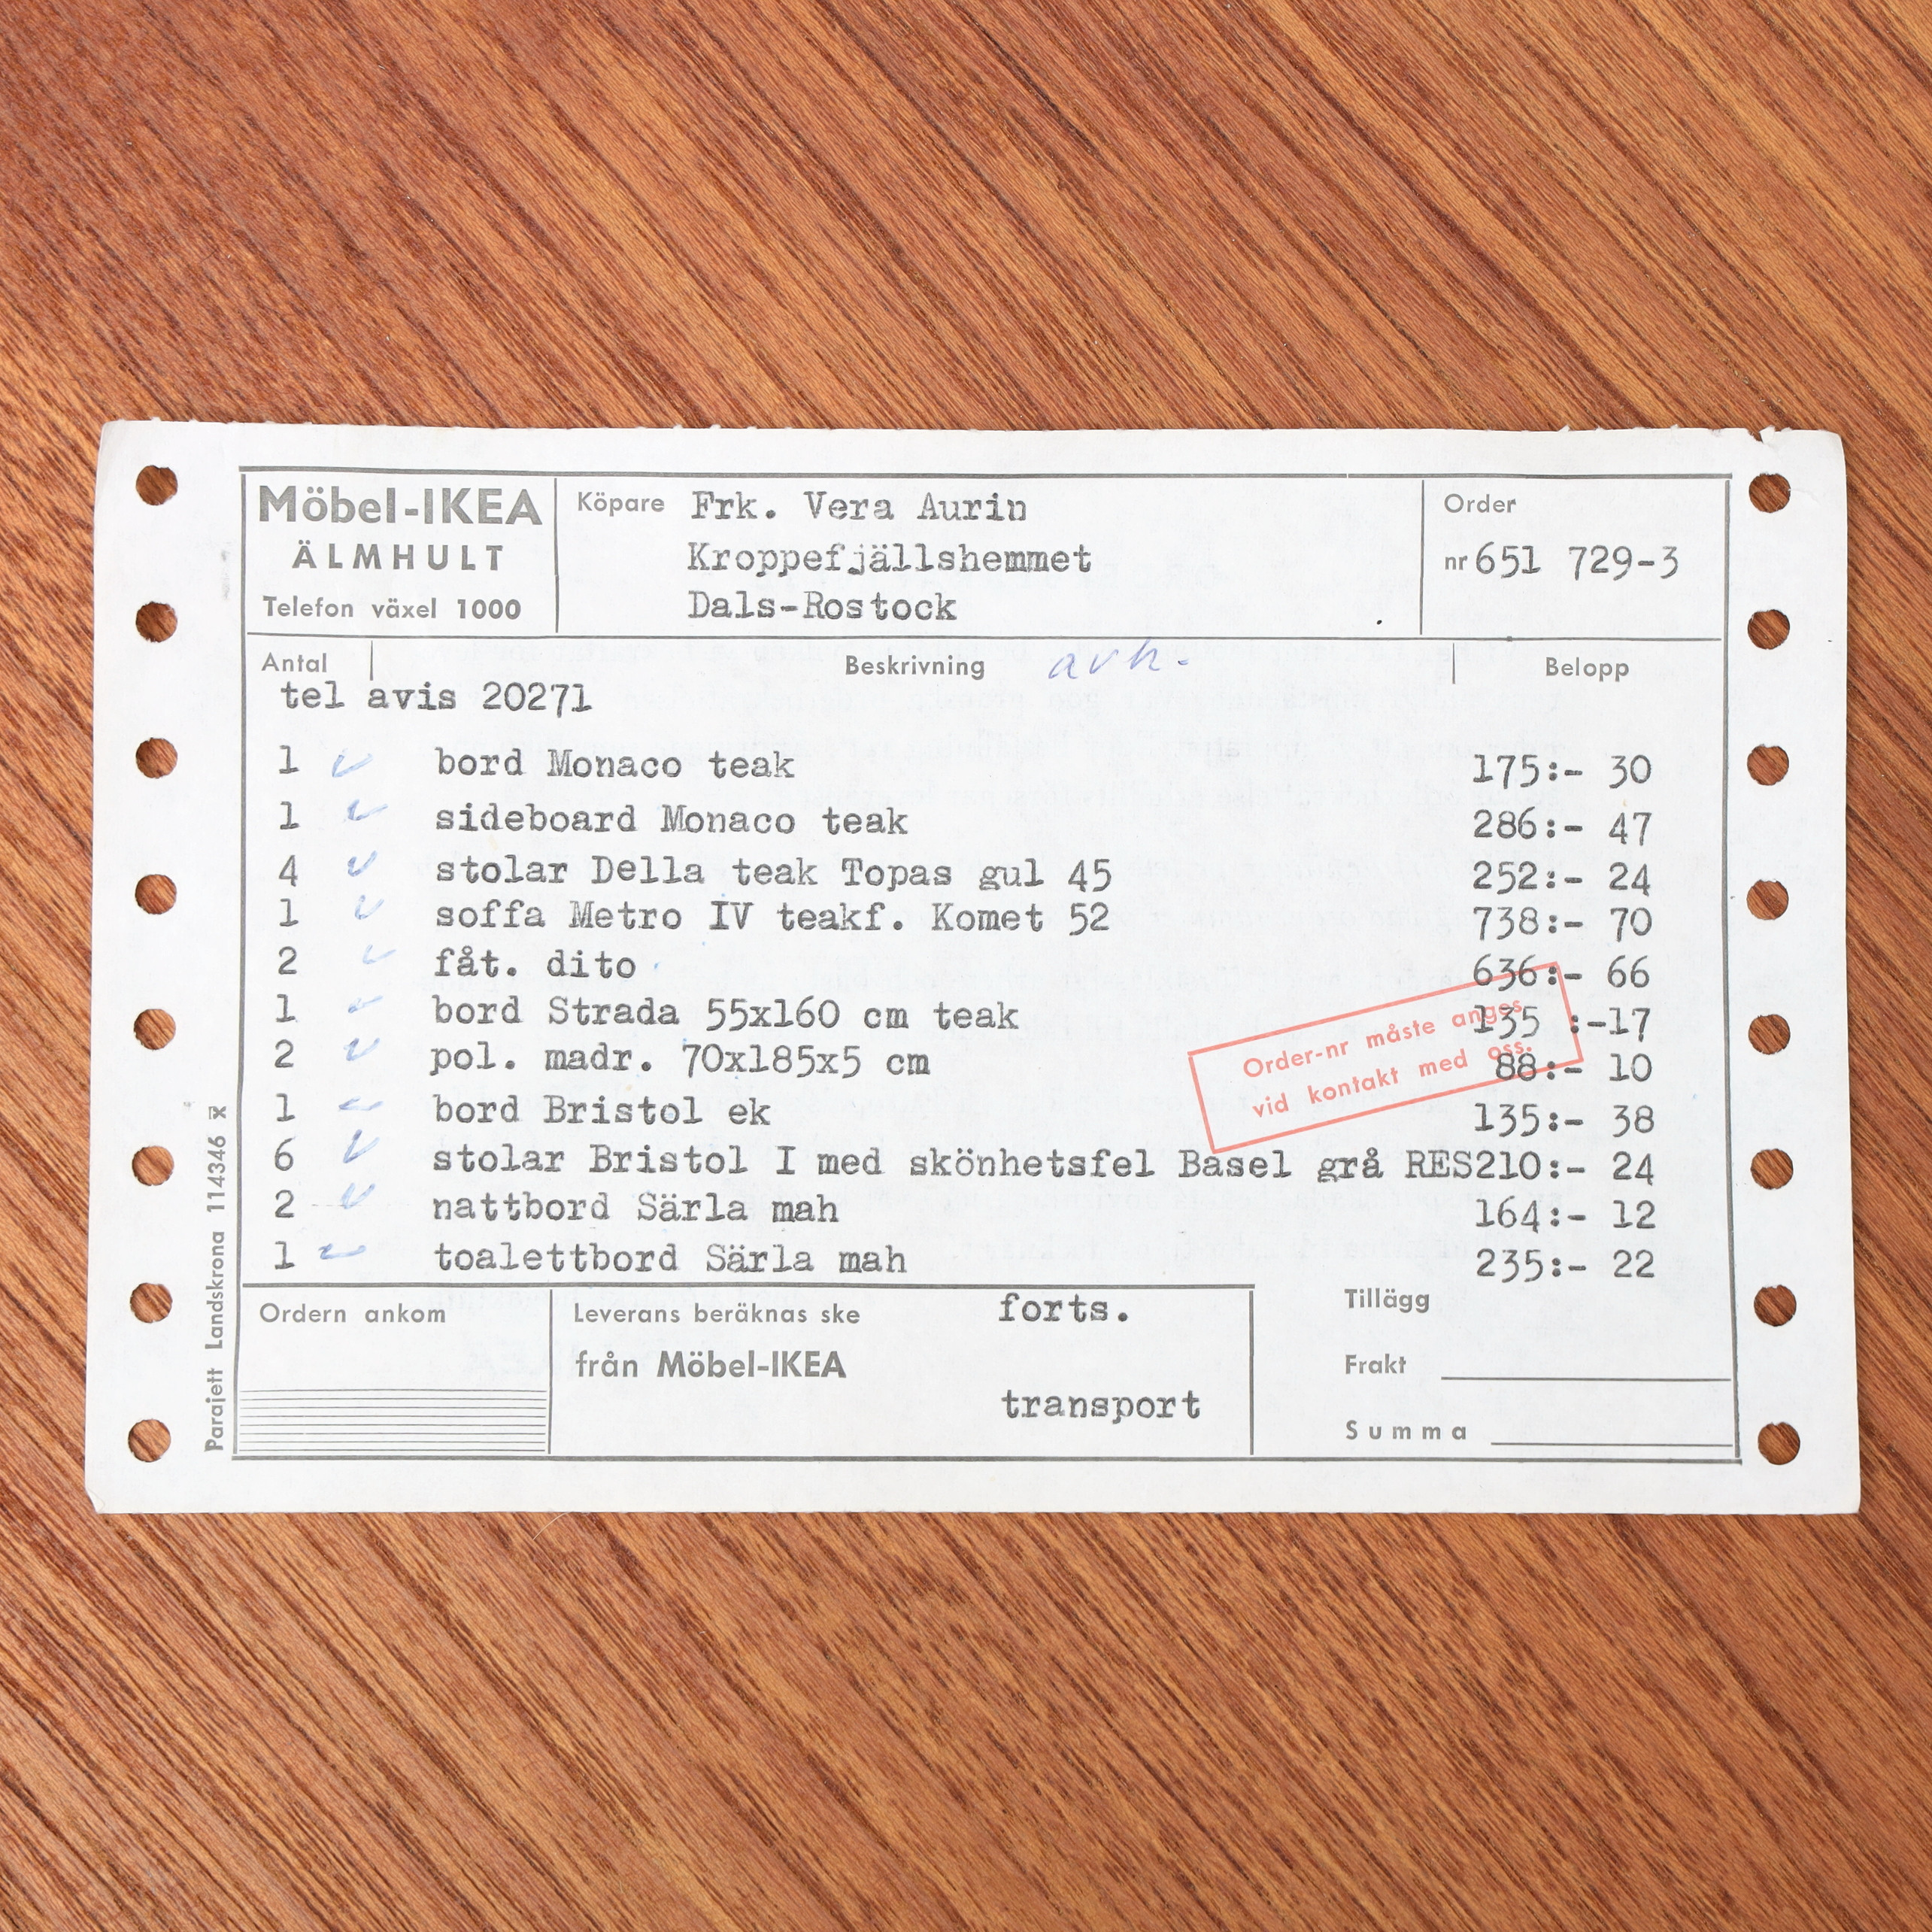 Möbel-IKEA
ÄLMHULT
Telefon växel 1000
Köpare Frk. Vera Aurin
Kroppefjällshemmet
Dals-Rostock
Order
nr 651 729-3
Antal Beskrivning avh. Belopp
tel avis 20271
1 bord Monaco teak 175:- 30
1 sideboard Monaco teak 286:- 47
4 stolar Della teak Topas gul 45 252:- 24
1 soffa Metro IV teakf. Komet 52 738:- 70
2 fåt. dito 636:- 66
1 bord Strada 55x160 cm teak 135 :-17
2 pol. madr. 70x185x5 cm 88:- 10
1 bord Bristol ek 135:- 38
6 stolar Bristol I med skönhetsfel Basel grå RES210:- 24
2 nattbord Särla mah 164:- 12
1 toalettbord Särla mah 235:- 22
Order-nr måste anges
vid kontakt med oss.
Ordern ankom
Leverans beräknas ske forts.
från Möbel-IKEA
transport
Tillägg
Frakt
Summa
Parajett Landskrona 114346 x